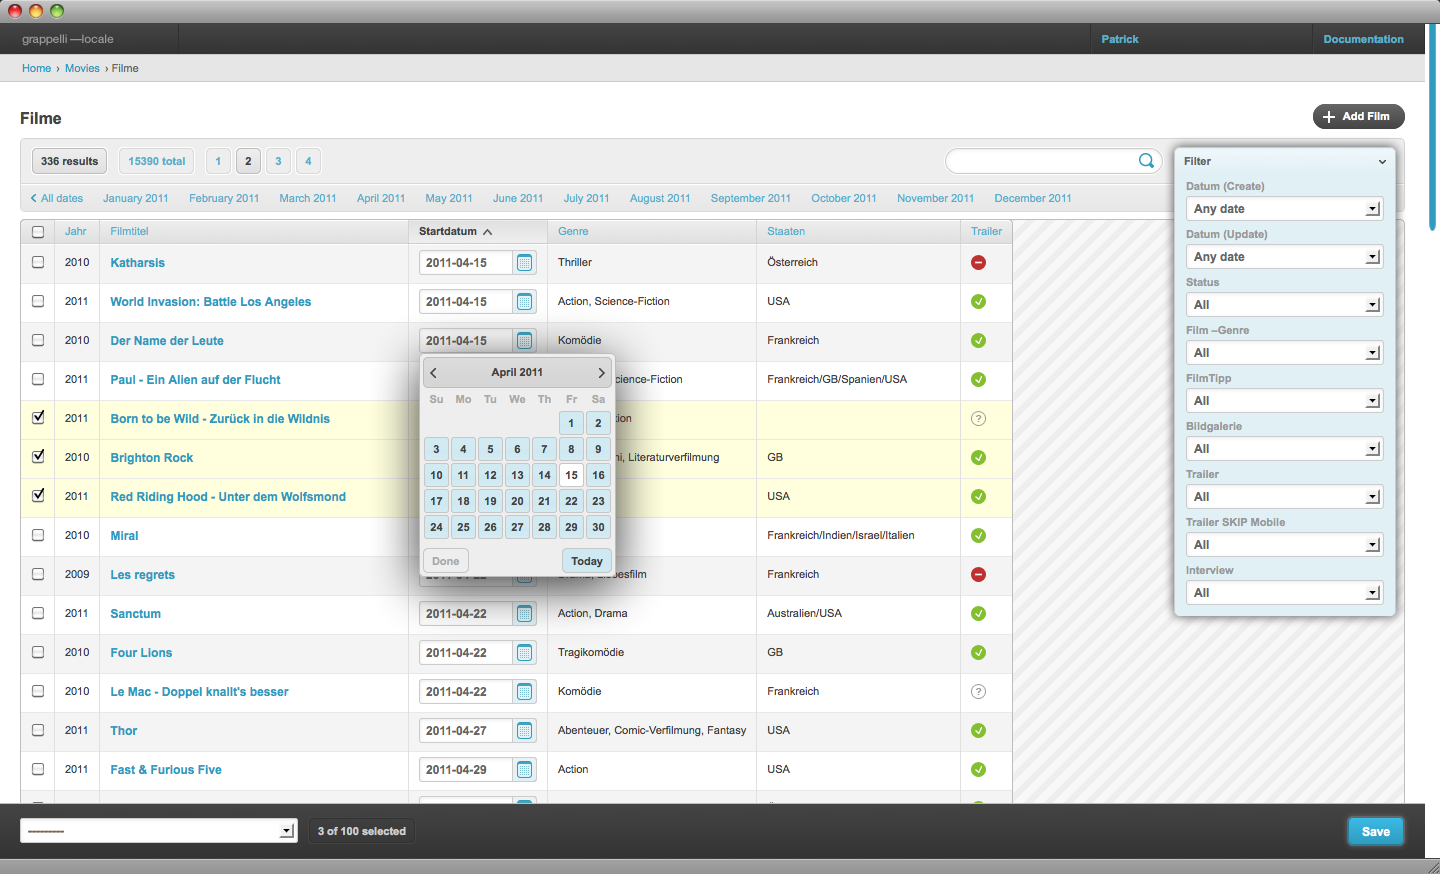 grappelli —locale
Patrick
Documentation
Home › Movies › Filme
Filme
Add Film
336 results
15390 total
1
2
3
4
All dates
January 2011
February 2011
March 2011
April 2011
May 2011
June 2011
July 2011
August 2011
September 2011
October 2011
November 2011
December 2011
Jahr
Filmtitel
Startdatum
Genre
Staaten
Trailer
2010 Katharsis 2011-04-15 Thriller Österreich
2011 World Invasion: Battle Los Angeles 2011-04-15 Action, Science-Fiction USA
2010 Der Name der Leute 2011-04-15 Komödie Frankreich
2011 Paul - Ein Alien auf der Flucht cience-Fiction Frankreich/GB/Spanien/USA
2011 Born to be Wild - Zurück in die Wildnis ?
2010 Brighton Rock Literaturverfilmung GB
2011 Red Riding Hood - Unter dem Wolfsmond USA
2010 Miral Frankreich/Indien/Israel/Italien
2009 Les regrets Frankreich
2011 Sanctum 2011-04-22 Action, Drama Australien/USA
2010 Four Lions 2011-04-22 Tragikomödie GB
2010 Le Mac - Doppel knallt's besser 2011-04-22 Komödie Frankreich ?
2011 Thor 2011-04-27 Abenteuer, Comic-Verfilmung, Fantasy USA
2011 Fast & Furious Five 2011-04-29 Action USA
April 2011
Su Mo Tu We Th Fr Sa
1 2
3 4 5 6 7 8 9
10 11 12 13 14 15 16
17 18 19 20 21 22 23
24 25 26 27 28 29 30
Done
Today
Filter
Datum (Create)
Any date
Datum (Update)
Any date
Status
All
Film –Genre
All
FilmTipp
All
Bildgalerie
All
Trailer
All
Trailer SKIP Mobile
All
Interview
All
---------
3 of 100 selected
Save